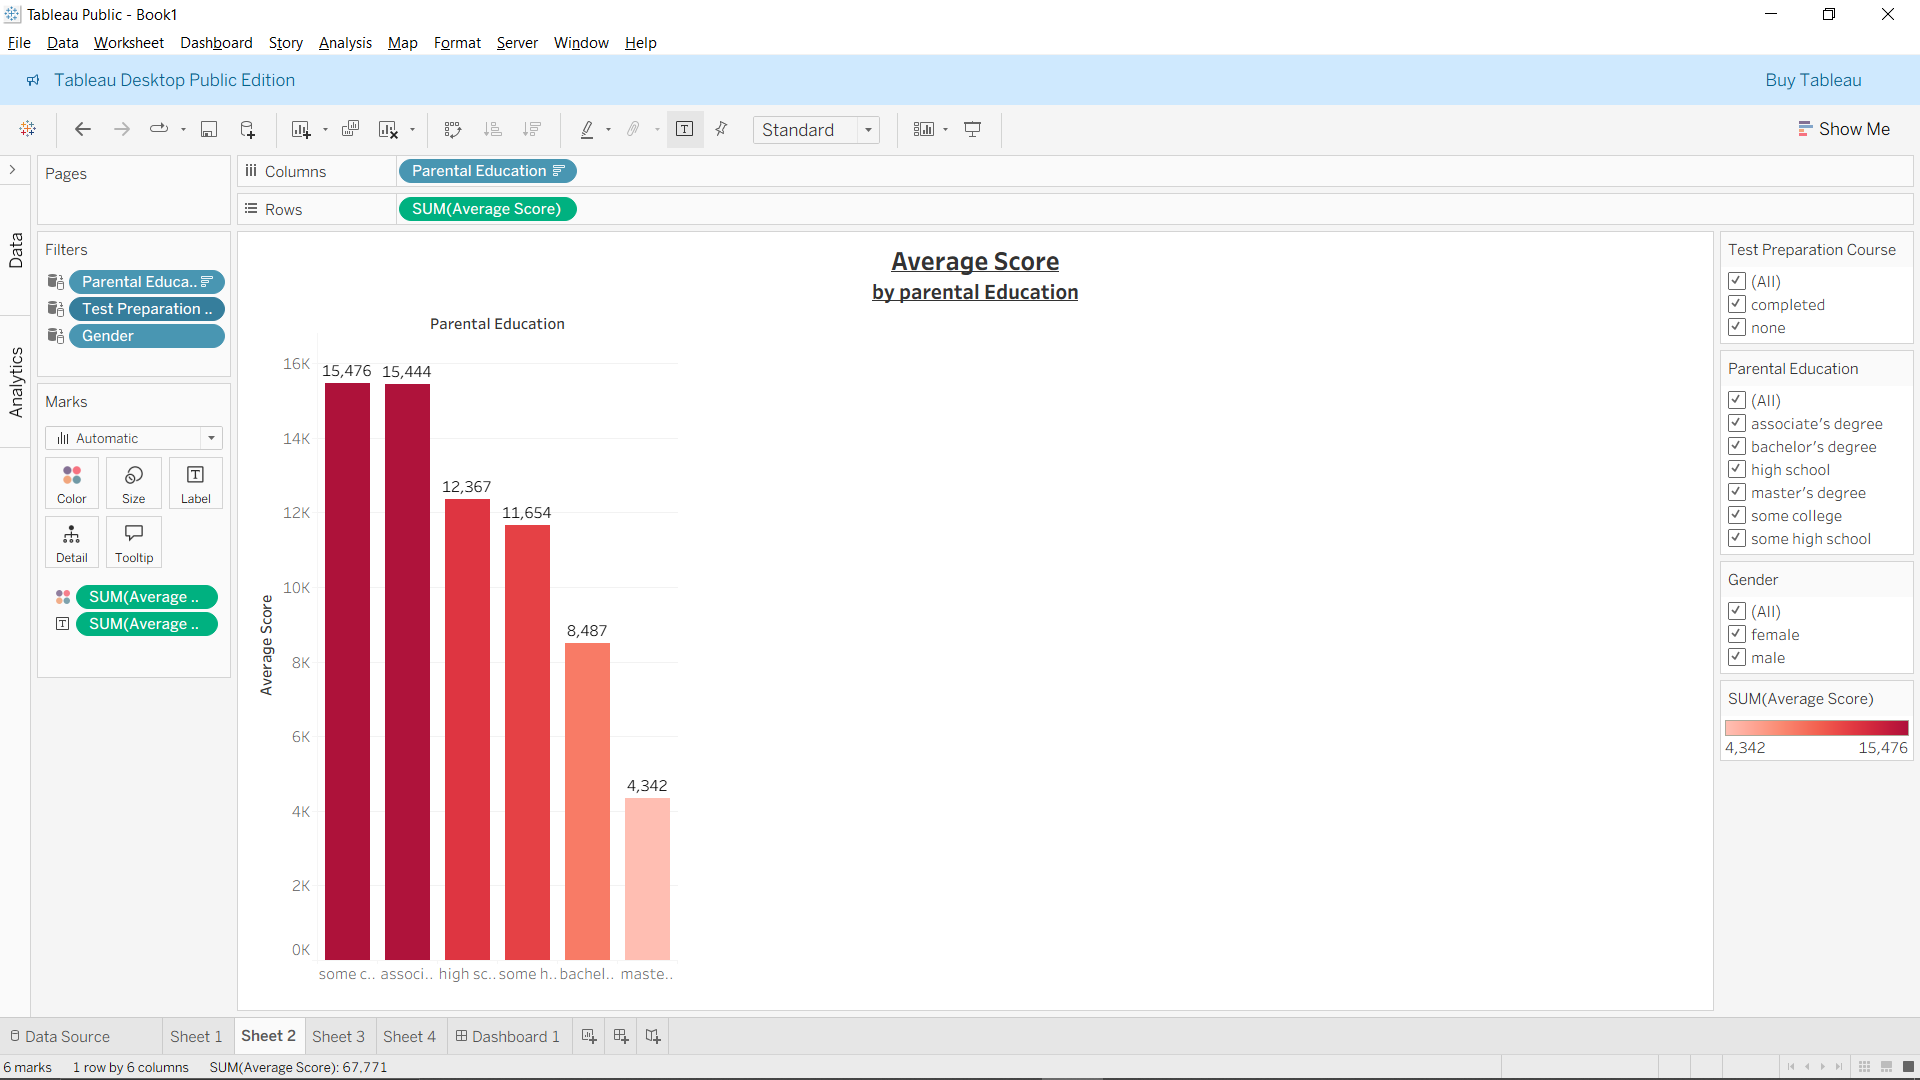 Tableau Public - Book1
File Data Worksheet Dashboard Story Analysis Map Format Server Window Help
Tableau Desktop Public Edition
Buy Tableau
Standard
Show Me
Data
Analytics
Pages
Filters
Parental Educa..
Test Preparation ..
Gender
Marks
Automatic
Color Size Label
Detail Tooltip
SUM(Average ..
SUM(Average ..
Columns Parental Education
Rows SUM(Average Score)
Average Score
by parental Education
Parental Education
Average Score
16K
14K
12K
10K
8K
6K
4K
2K
0K
15,476 15,444 12,367 11,654 8,487 4,342
some c.. associ.. high sc.. some h.. bachel.. maste..
Test Preparation Course
(All)
completed
none
Parental Education
(All)
associate's degree
bachelor's degree
high school
master's degree
some college
some high school
Gender
(All)
female
male
SUM(Average Score)
4,342 15,476
Data Source Sheet 1 Sheet 2 Sheet 3 Sheet 4 Dashboard 1
6 marks 1 row by 6 columns SUM(Average Score): 67,771